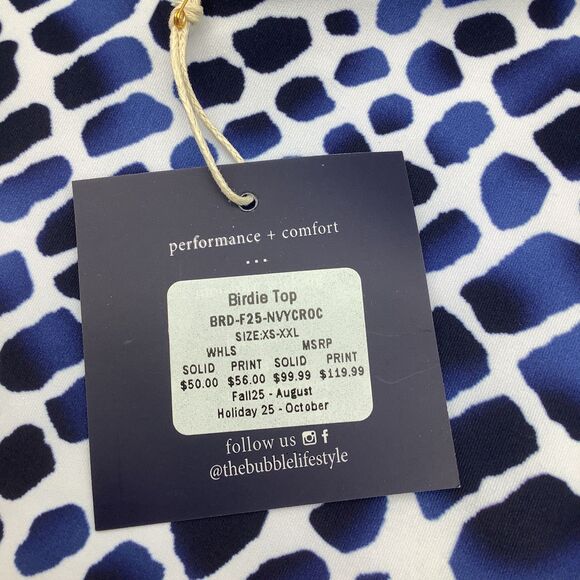 performance + comfort
...
Birdie Top
BRD-F25-NVYCROC
SIZE:XS-XXL
WHLS MSRP
SOLID PRINT SOLID PRINT
$50.00 $56.00 $99.99 $119.99
Fall25 - August
Holiday 25 - October
follow us
@thebubblelifestyle